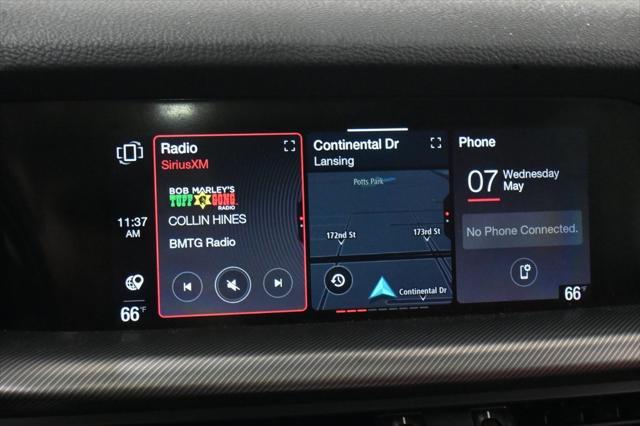 Radio
SiriusXM
BOB MARLEY'S
TUFF GONG
RADIO
COLLIN HINES
BMTG Radio
11:37
AM
66°F
Continental Dr
Lansing
Potts Park
172nd St
173rd St
Continental Dr
Phone
07 Wednesday
May
No Phone Connected.
66°F